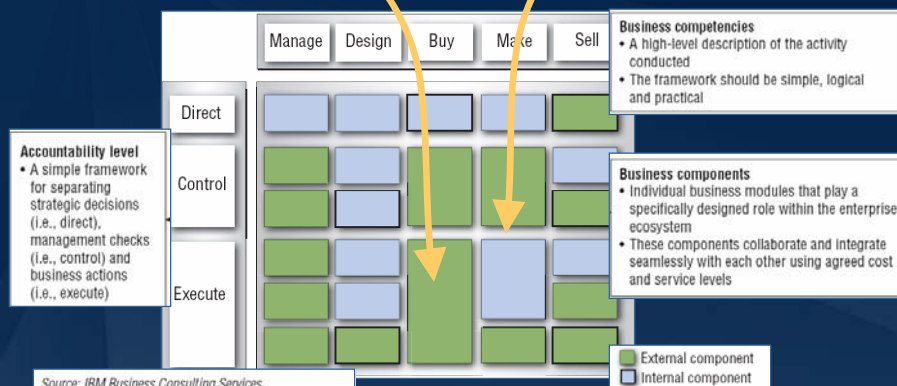 Manage Design Buy Make Sell
Business competencies
• A high-level description of the activity
conducted
• The framework should be simple, logical
and practical
Direct
Accountability level
• A simple framework
for separating
strategic decisions
(i.e., direct),
management checks
(i.e., control) and
business actions
(i.e., execute)
Control
Business components
• Individual business modules that play a
specifically designed role within the enterprise
ecosystem
• These components collaborate and integrate
seamlessly with each other using agreed cost
and service levels
Execute
External component
Internal component
Source: IBM Business Consulting Services